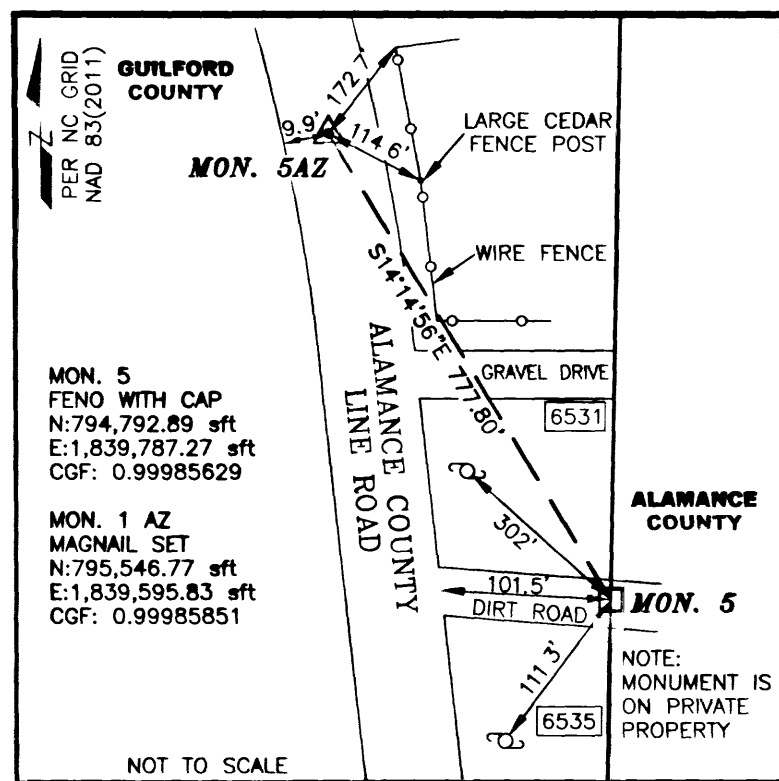 GUILFORD
COUNTY
Z
PER NC GRID
NAD 83(2011)
172.7'
9.9'
114.6'
MON. 5AZ
LARGE CEDAR
FENCE POST
WIRE FENCE
S14°14'56"E 777.80'
ALAMANCE COUNTY
LINE ROAD
GRAVEL DRIVE
6531
MON. 5
FENO WITH CAP
N:794,792.89 sft
E:1,839,787.27 sft
CGF: 0.99985629
MON. 1 AZ
MAGNAIL SET
N:795,546.77 sft
E:1,839,595.83 sft
CGF: 0.99985851
ALAMANCE
COUNTY
302'
101.5'
DIRT ROAD
MON. 5
111.3'
6535
NOTE:
MONUMENT IS
ON PRIVATE
PROPERTY
NOT TO SCALE